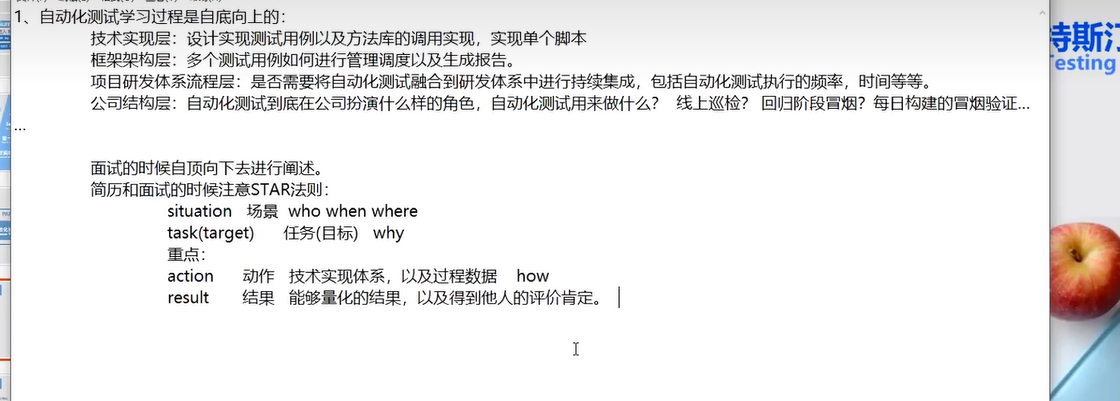 1、自动化测试学习过程是自底向上的：
技术实现层：设计实现测试用例以及方法库的调用实现，实现单个脚本
框架架构层：多个测试用例如何进行管理调度以及生成报告。
项目研发体系流程层：是否需要将自动化测试融合到研发体系中进行持续集成，包括自动化测试执行的频率，时间等等。
公司结构层：自动化测试到底在公司扮演什么样的角色，自动化测试用来做什么？ 线上巡检？ 回归阶段冒烟？每日构建的冒烟验证...
...
面试的时候自顶向下去进行阐述。
简历和面试的时候注意STAR法则：
situation 场景 who when where
task(target) 任务(目标) why
重点：
action 动作 技术实现体系，以及过程数据 how
result 结果 能够量化的结果，以及得到他人的评价肯定。
特斯汀
Testing